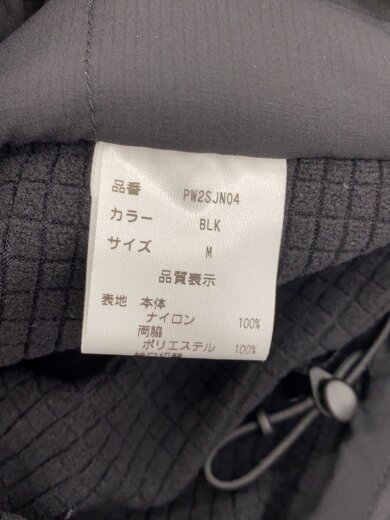 品番 PW2SJN04
カラー BLK
サイズ M
品質表示
表地 本体
ナイロン 100%
両脇
ポリエステル 100%